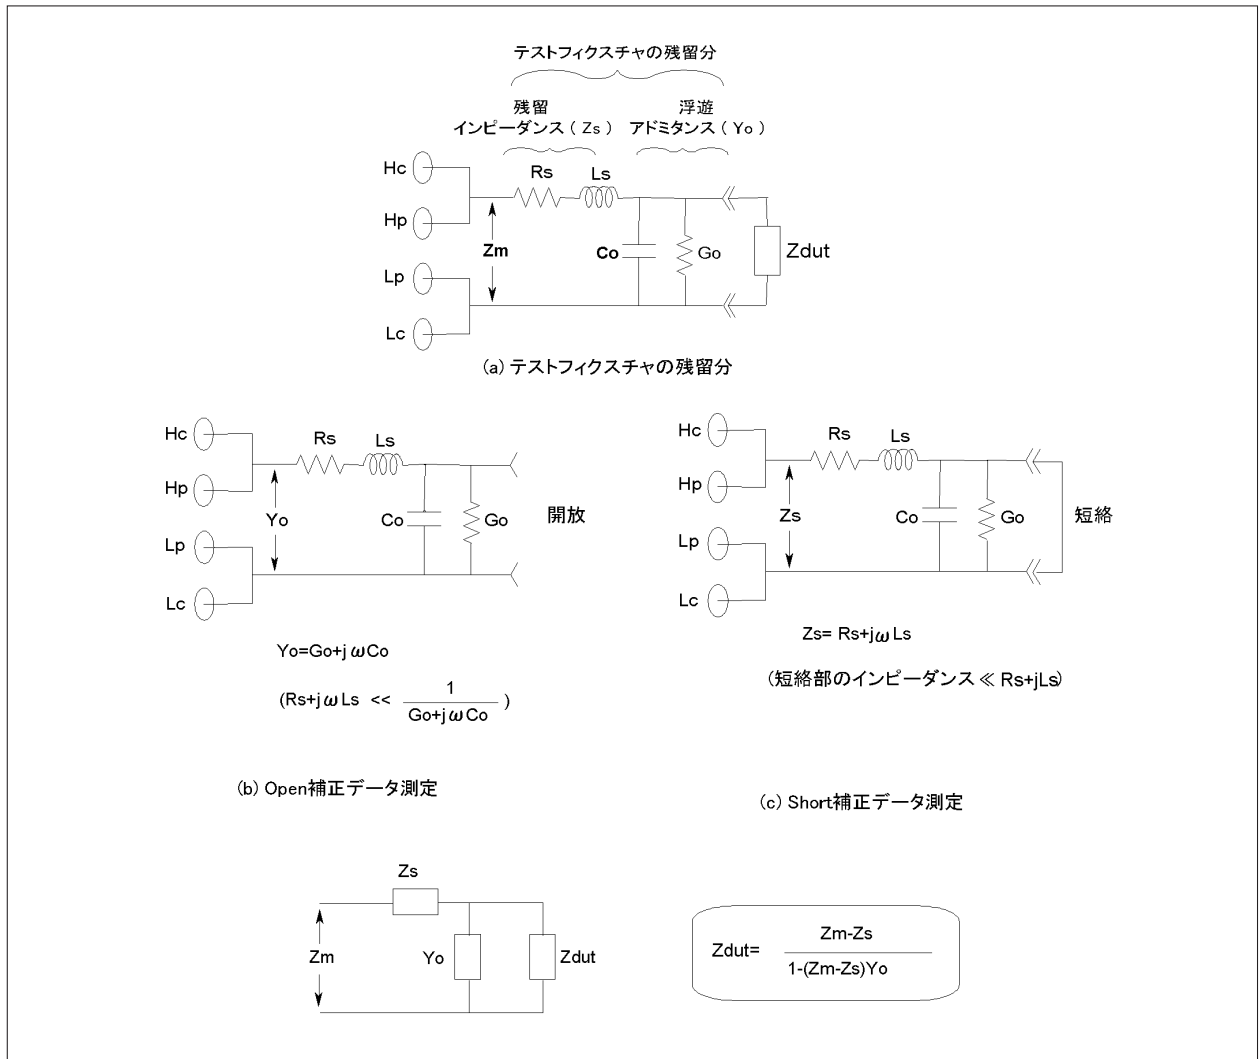 テストフィクスチャの残留分
残留
インピーダンス ( Zs )
浮遊
アドミタンス ( Yo )
Hc
Rs
Ls
Hp
Zm
Co
Go
Zdut
Lp
Lc
(a) テストフィクスチャの残留分
Hc
Rs
Ls
Hp
Yo
Co
Go
開放
Lp
Lc
Yo=Go+j ωCo
(Rs+jω Ls << 1 / Go+jωCo )
(b) Open補正データ測定
Hc
Rs
Ls
Hp
Zs
Co
Go
短絡
Lp
Lc
Zs= Rs+jω Ls
(短絡部のインピーダンス ≪ Rs+jLs)
(c) Short補正データ測定
Zs
Zm
Yo
Zdut
Zdut=
Zm-Zs
1-(Zm-Zs)Yo